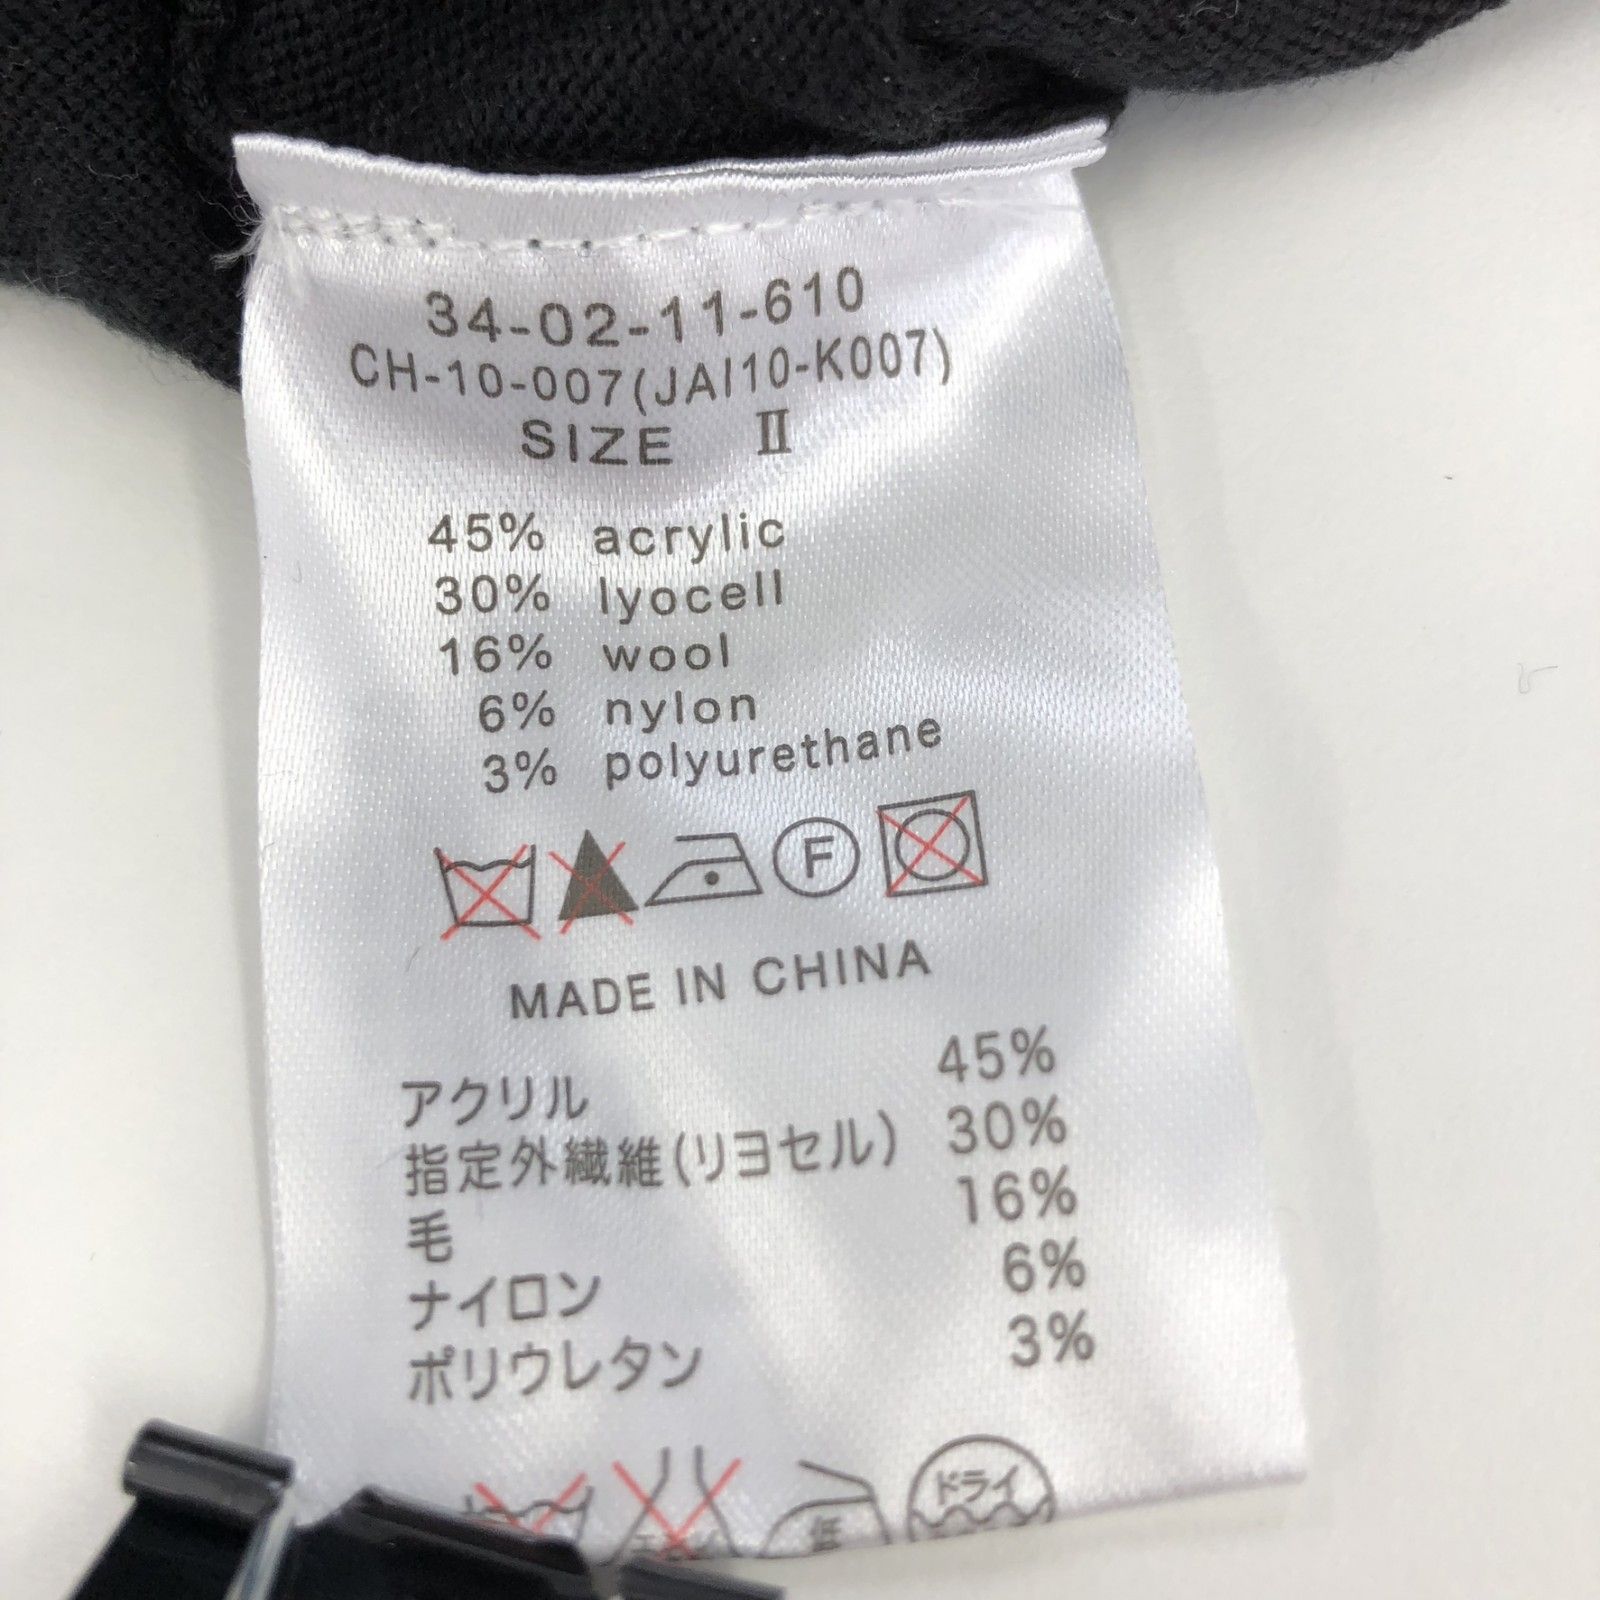 34-02-11-610
CH-10-007(JAI10-K007)
SIZE Ⅱ
45% acrylic
30% lyocell
16% wool
6% nylon
3% polyurethane
F
MADE IN CHINA
アクリル 45%
指定外繊維(リヨセル) 30%
毛 16%
ナイロン 6%
ポリウレタン 3%
ドライ